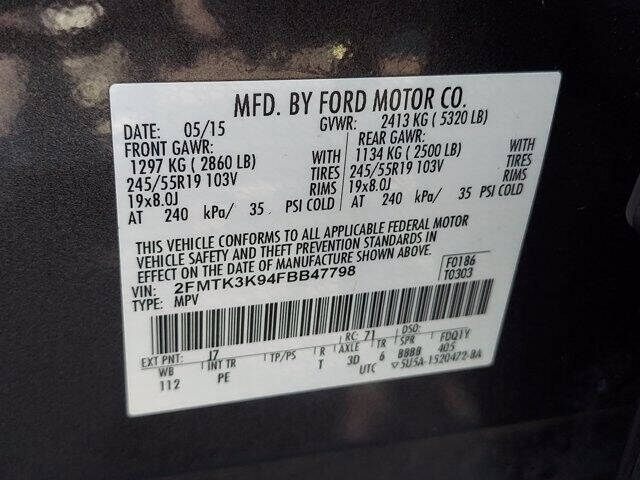 MFD. BY FORD MOTOR CO.
DATE: 05/15 GVWR: 2413 KG ( 5320 LB)
FRONT GAWR: REAR GAWR:
1297 KG ( 2860 LB) WITH 1134 KG ( 2500 LB) WITH
245/55R19 103V TIRES 245/55R19 103V TIRES
19x8.0J RIMS 19x8.0J RIMS
AT 240 kPa/ 35 PSI COLD AT 240 kPa/ 35 PSI COLD
THIS VEHICLE CONFORMS TO ALL APPLICABLE FEDERAL MOTOR
VEHICLE SAFETY AND THEFT PREVENTION STANDARDS IN
EFFECT ON THE DATE OF MANUFACTURE SHOWN ABOVE.
VIN: 2FMTK3K94FBB47798 F0186
TYPE: MPV T0303
EXT PNT: J7 RC: 71 DSO: FDQ1Y
WB INT TR TP/PS R AXLE TR SPR 405
112 PE T 3D 6 BBBB
UTC ▽5U5A-1520472-BA